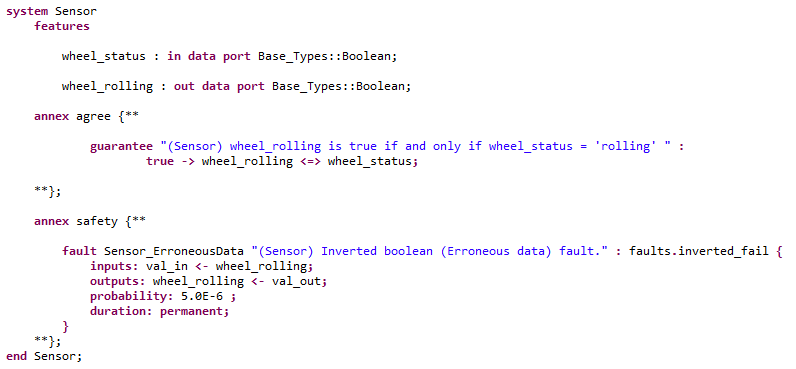 system Sensor
features
wheel_status : in data port Base_Types::Boolean;
wheel_rolling : out data port Base_Types::Boolean;
annex agree {**
guarantee "(Sensor) wheel_rolling is true if and only if wheel_status = 'rolling' " :
true -> wheel_rolling <=> wheel_status;
**};
annex safety {**
fault Sensor_ErroneousData "(Sensor) Inverted boolean (Erroneous data) fault." : faults.inverted_fail {
inputs: val_in <- wheel_rolling;
outputs: wheel_rolling <- val_out;
probability: 5.0E-6 ;
duration: permanent;
}
**};
end Sensor;